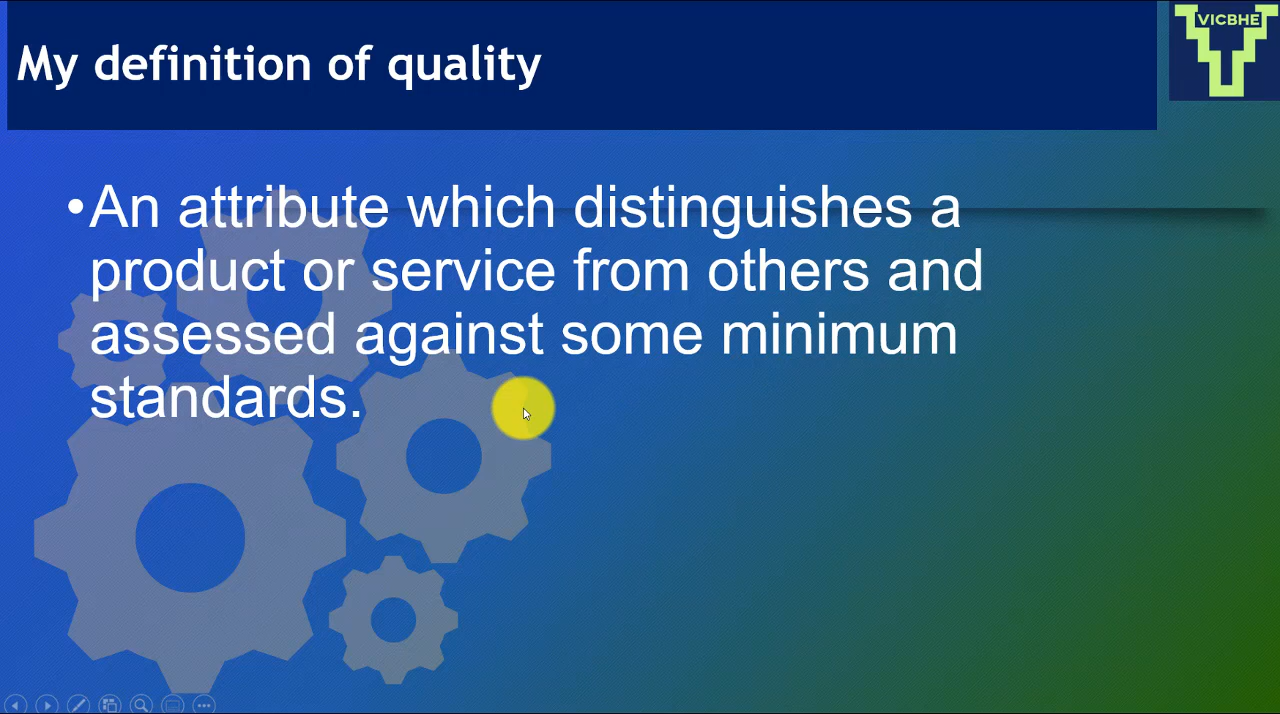 My definition of quality
VICBHE
•An attribute which distinguishes a
product or service from others and
assessed against some minimum
standards.